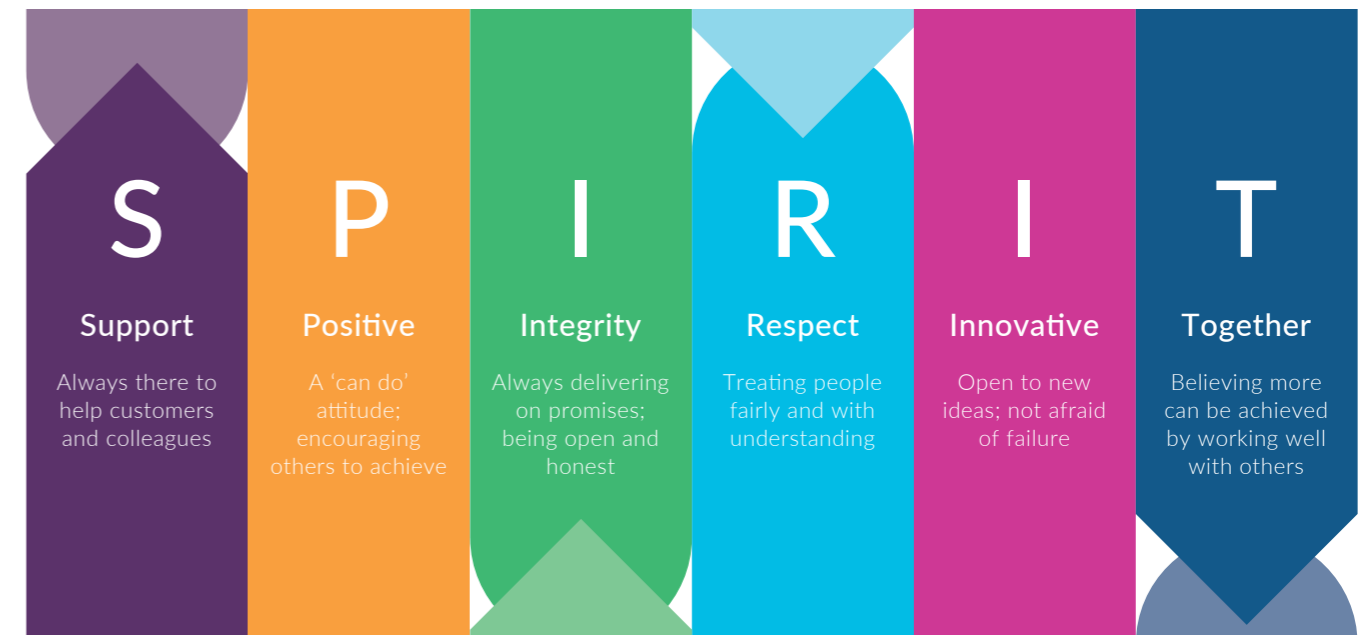 S
Support
Always there to
help customers
and colleagues
P
Positive
A ‘can do’
attitude;
encouraging
others to achieve
I
Integrity
Always delivering
on promises;
being open and
honest
R
Respect
Treating people
fairly and with
understanding
I
Innovative
Open to new
ideas; not afraid
of failure
T
Together
Believing more
can be achieved
by working well
with others